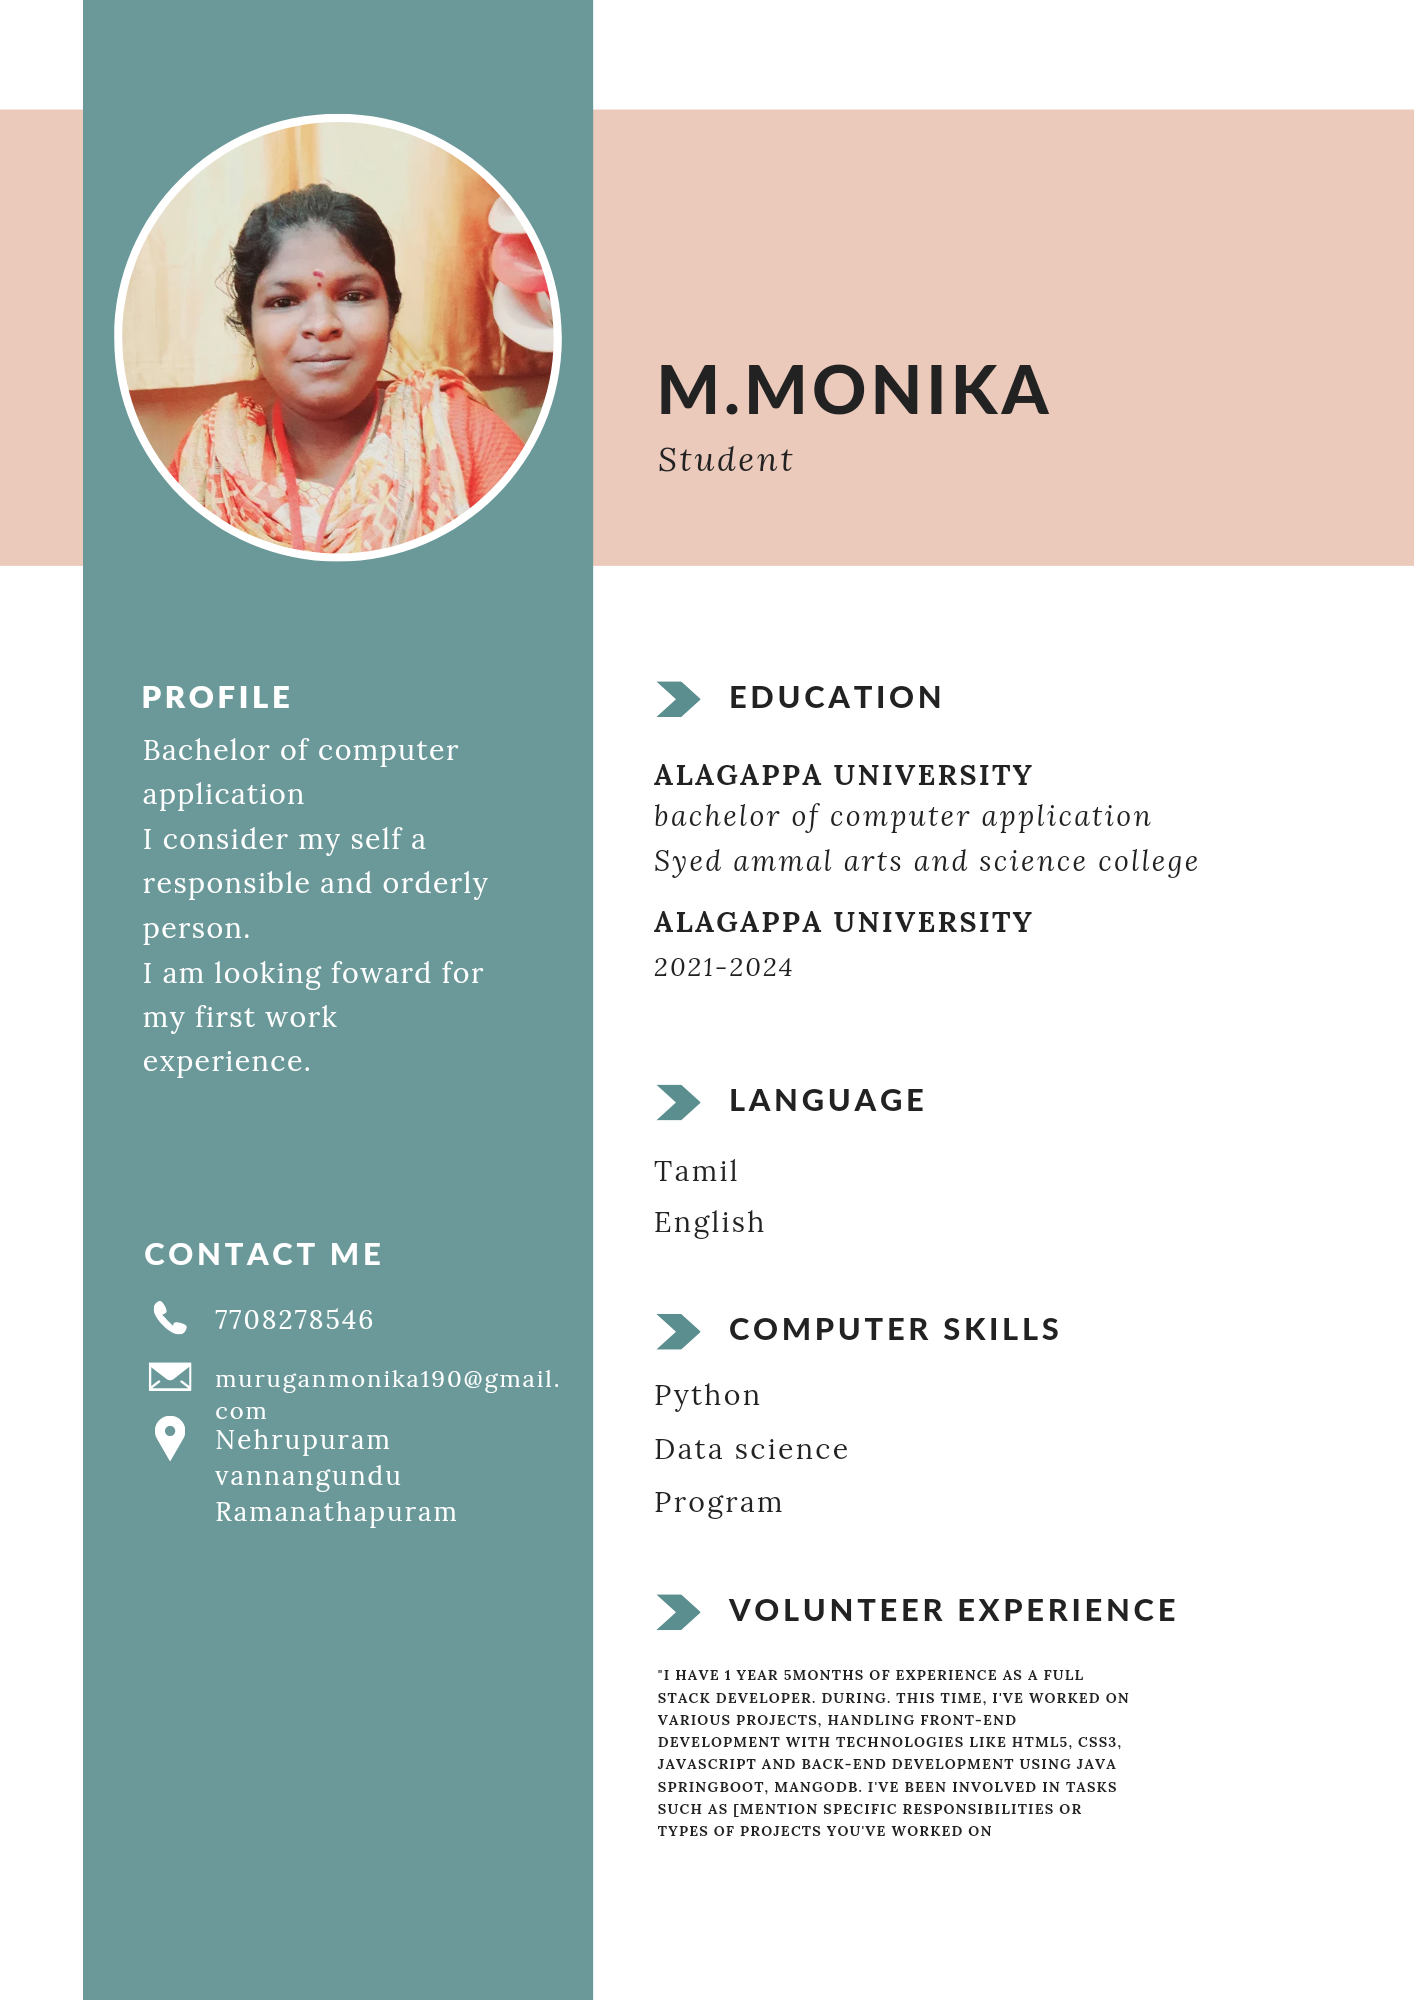 M.MONIKA
Student
PROFILE
Bachelor of computer
application
I consider my self a
responsible and orderly
person.
I am looking foward for
my first work
experience.
CONTACT ME
7708278546
muruganmonika190@gmail.
com
Nehrupuram
vannangundu
Ramanathapuram
EDUCATION
ALAGAPPA UNIVERSITY
bachelor of computer application
Syed ammal arts and science college
ALAGAPPA UNIVERSITY
2021-2024
LANGUAGE
Tamil
English
COMPUTER SKILLS
Python
Data science
Program
VOLUNTEER EXPERIENCE
"I HAVE 1 YEAR 5MONTHS OF EXPERIENCE AS A FULL
STACK DEVELOPER. DURING. THIS TIME, I'VE WORKED ON
VARIOUS PROJECTS, HANDLING FRONT-END
DEVELOPMENT WITH TECHNOLOGIES LIKE HTML5, CSS3,
JAVASCRIPT AND BACK-END DEVELOPMENT USING JAVA
SPRINGBOOT, MANGODB. I'VE BEEN INVOLVED IN TASKS
SUCH AS [MENTION SPECIFIC RESPONSIBILITIES OR
TYPES OF PROJECTS YOU'VE WORKED ON